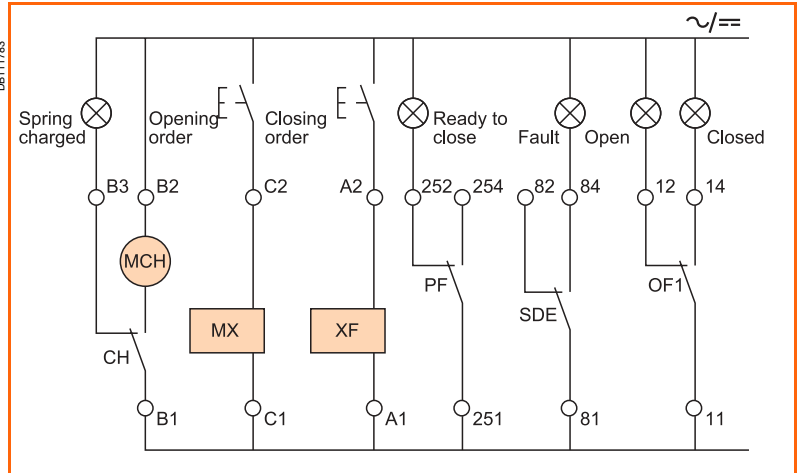 DB111783
Spring
charged
Opening
order
Closing
order
Ready to
close
Fault
Open
Closed
B3
B2
C2
A2
252
254
82
84
12
14
MCH
PF
OF1
SDE
MX
XF
CH
B1
C1
A1
251
81
11